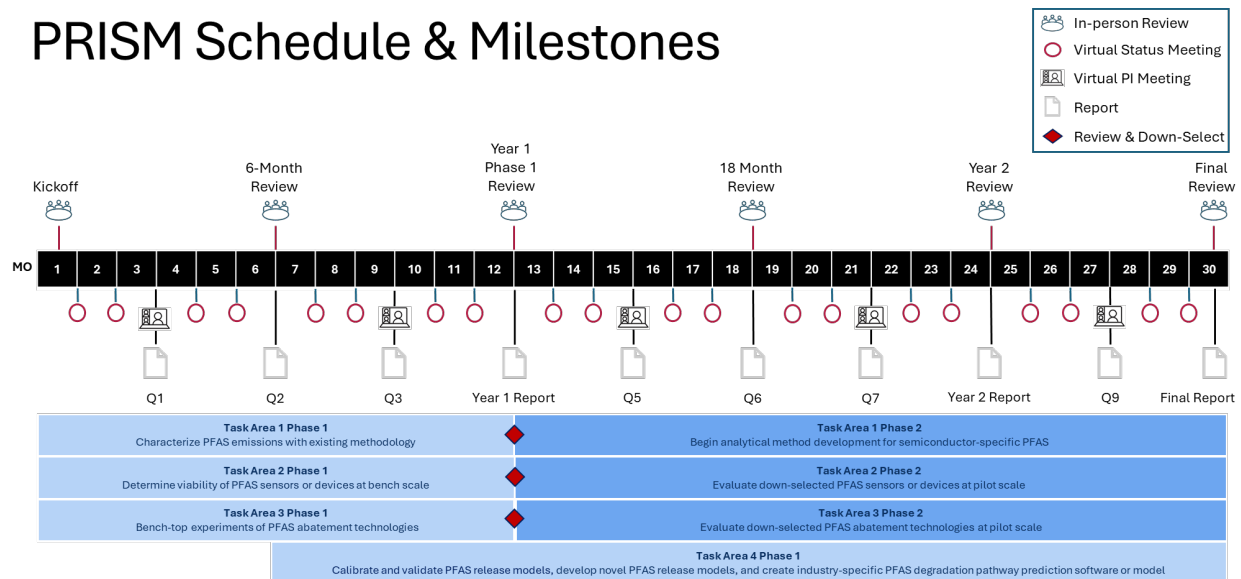 PRISM Schedule & Milestones
In-person Review
Virtual Status Meeting
Virtual PI Meeting
Report
Review & Down-Select
Kickoff
6-Month
Review
Year 1
Phase 1
Review
18 Month
Review
Year 2
Review
Final
Review
MO 1 2 3 4 5 6 7 8 9 10 11 12 13 14 15 16 17 18 19 20 21 22 23 24 25 26 27 28 29 30
Q1 Q2 Q3 Year 1 Report Q5 Q6 Q7 Year 2 Report Q9 Final Report
Task Area 1 Phase 1
Characterize PFAS emissions with existing methodology
Task Area 1 Phase 2
Begin analytical method development for semiconductor-specific PFAS
Task Area 2 Phase 1
Determine viability of PFAS sensors or devices at bench scale
Task Area 2 Phase 2
Evaluate down-selected PFAS sensors or devices at pilot scale
Task Area 3 Phase 1
Bench-top experiments of PFAS abatement technologies
Task Area 3 Phase 2
Evaluate down-selected PFAS abatement technologies at pilot scale
Task Area 4 Phase 1
Calibrate and validate PFAS release models, develop novel PFAS release models, and create industry-specific PFAS degradation pathway prediction software or model